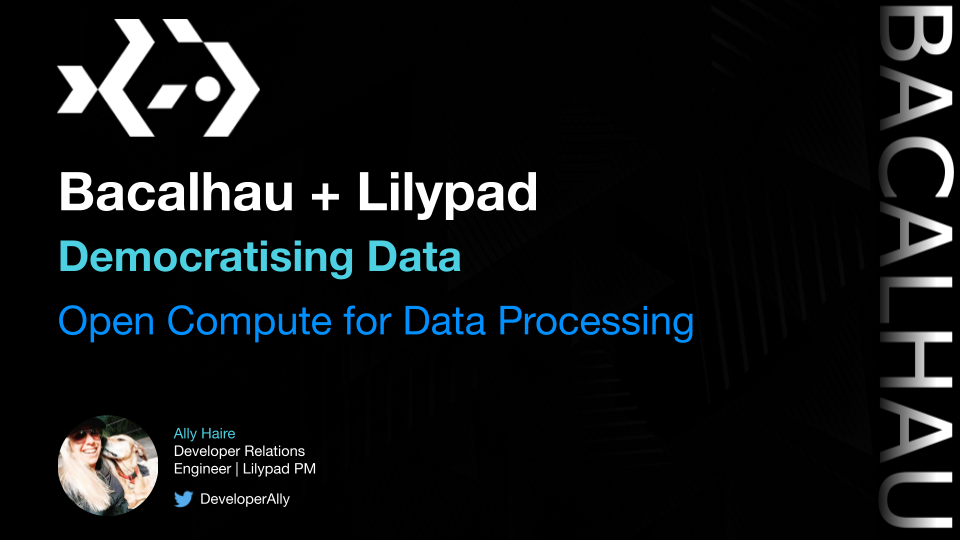 Bacalhau + Lilypad
Democratising Data
Open Compute for Data Processing
Ally Haire
Developer Relations
Engineer | Lilypad PM
DeveloperAlly
BACALHAU